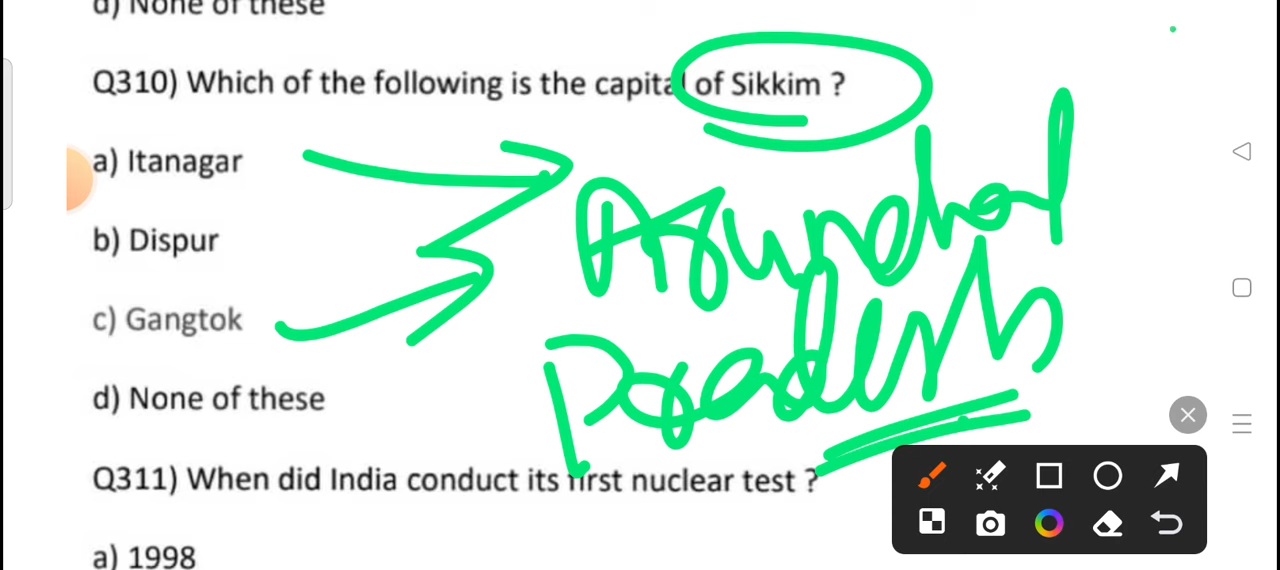 d) None of these
Q310) Which of the following is the capital of Sikkim ?
a) Itanagar
b) Dispur
c) Gangtok
d) None of these
Arunchal
Pradesh
Q311) When did India conduct its first nuclear test ?
a) 1998